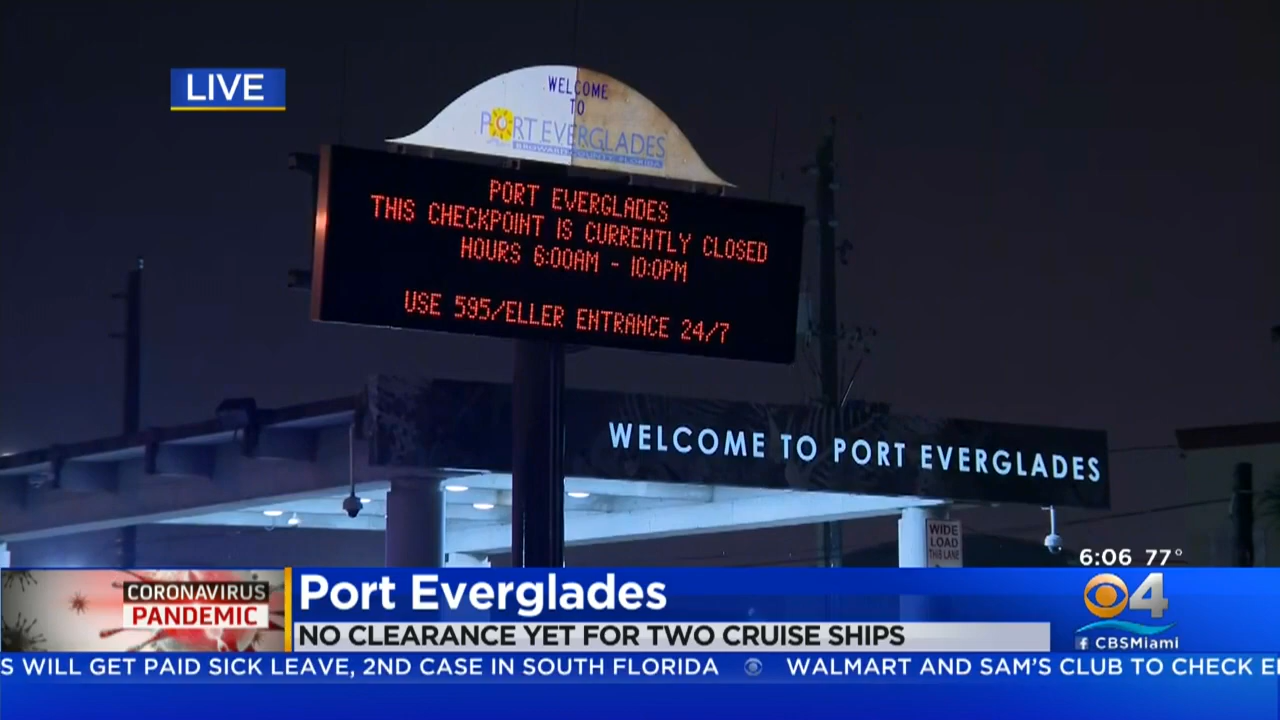 LIVE
WELCOME
TO
PORT EVERGLADES
BROWARD COUNTY, FLORIDA
PORT EVERGLADES
THIS CHECKPOINT IS CURRENTLY CLOSED
HOURS 6:00AM - 10:0PM
USE 595/ELLER ENTRANCE 24/7
WELCOME TO PORT EVERGLADES
WIDE
LOAD
THIS LANE
6:06 77°
CORONAVIRUS
PANDEMIC
Port Everglades
NO CLEARANCE YET FOR TWO CRUISE SHIPS
4
f CBSMiami
S WILL GET PAID SICK LEAVE, 2ND CASE IN SOUTH FLORIDA WALMART AND SAM'S CLUB TO CHECK E